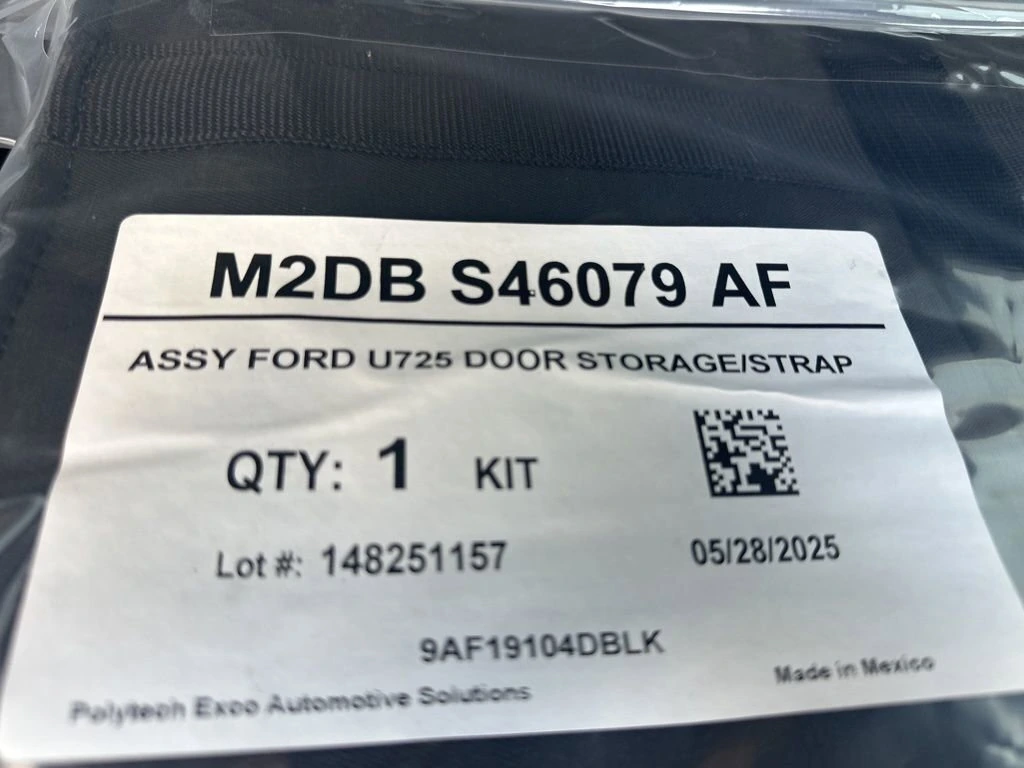 M2DB S46079 AF
ASSY FORD U725 DOOR STORAGE/STRAP
QTY: 1 KIT
Lot #: 148251157
05/28/2025
9AF19104DBLK
Polytech Exco Automotive Solutions
Made in Mexico